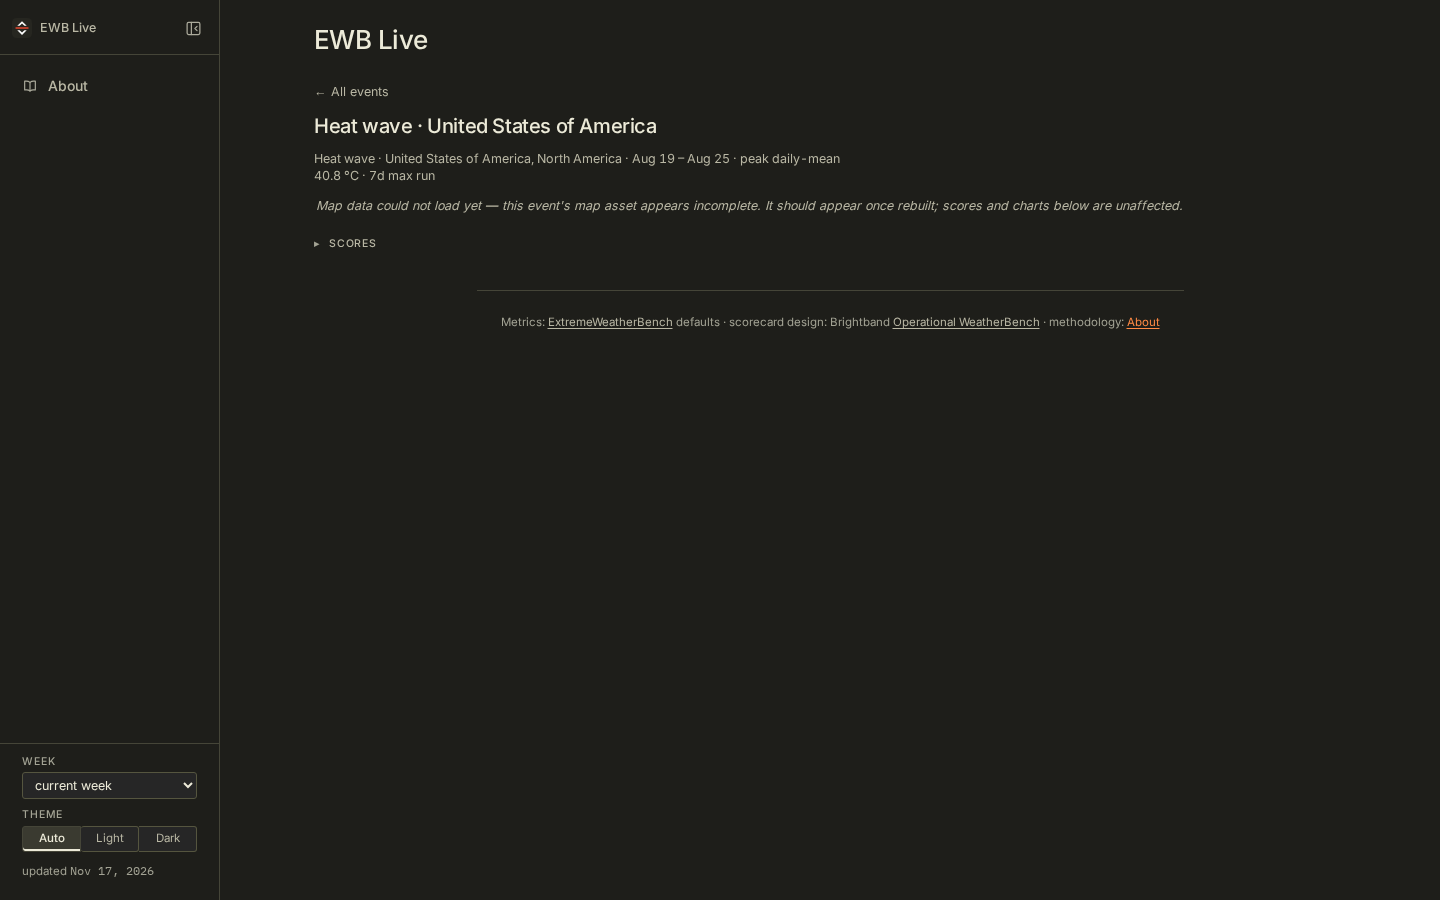 EWB Live
About
WEEK
current week
THEME
Auto Light Dark
updated Nov 17, 2026
EWB Live
← All events
Heat wave · United States of America
Heat wave · United States of America, North America · Aug 19 – Aug 25 · peak daily-mean
40.8 °C · 7d max run
Map data could not load yet — this event's map asset appears incomplete. It should appear once rebuilt; scores and charts below are unaffected.
▸ SCORES
Metrics: ExtremeWeatherBench defaults · scorecard design: Brightband Operational WeatherBench · methodology: About